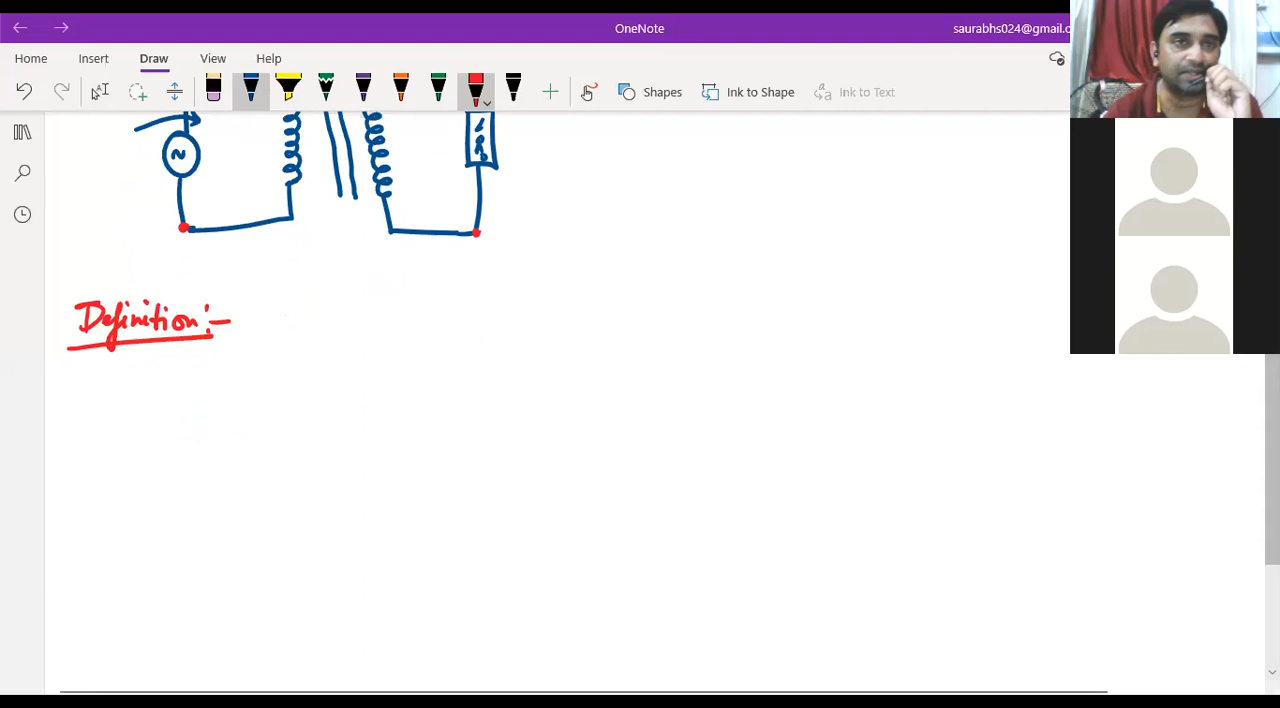 OneNote
saurabhs024@gmail.c
Home Insert Draw View Help
Shapes Ink to Shape Ink to Text
~
Definition:-